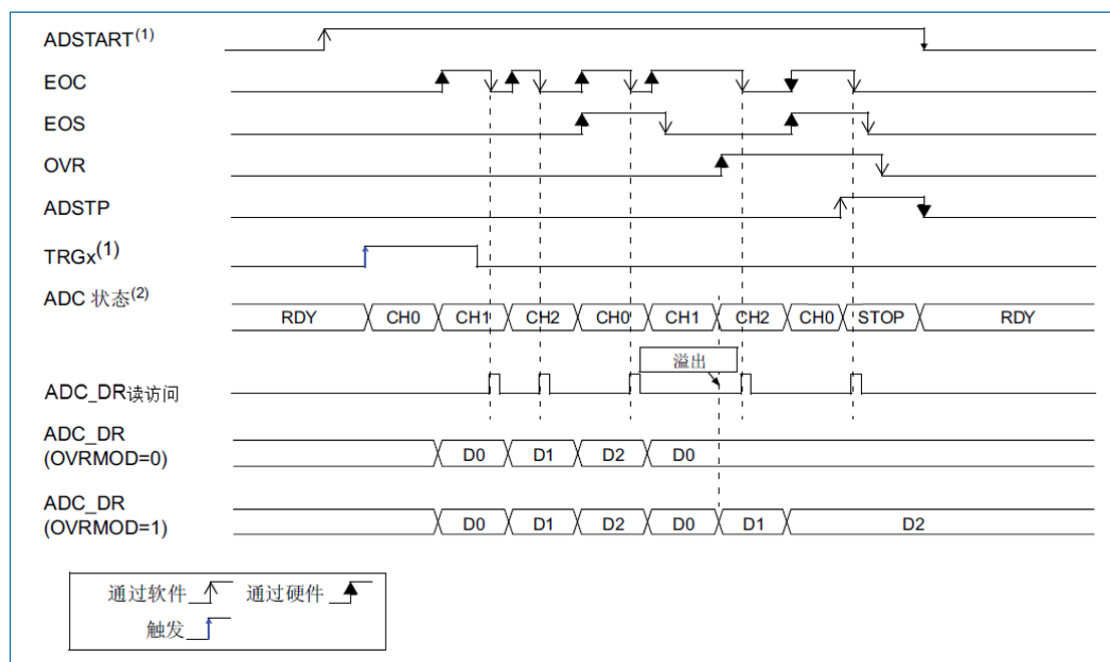 ADSTART(1)
EOC
EOS
OVR
ADSTP
TRGx(1)
ADC 状态(2)
RDY CH0 CH1 CH2 CH0 CH1 CH2 CH0 STOP RDY
溢出
ADC_DR读访问
ADC_DR
(OVRMOD=0)
D0 D1 D2 D0
ADC_DR
(OVRMOD=1)
D0 D1 D2 D0 D1 D2
通过软件 通过硬件
触发